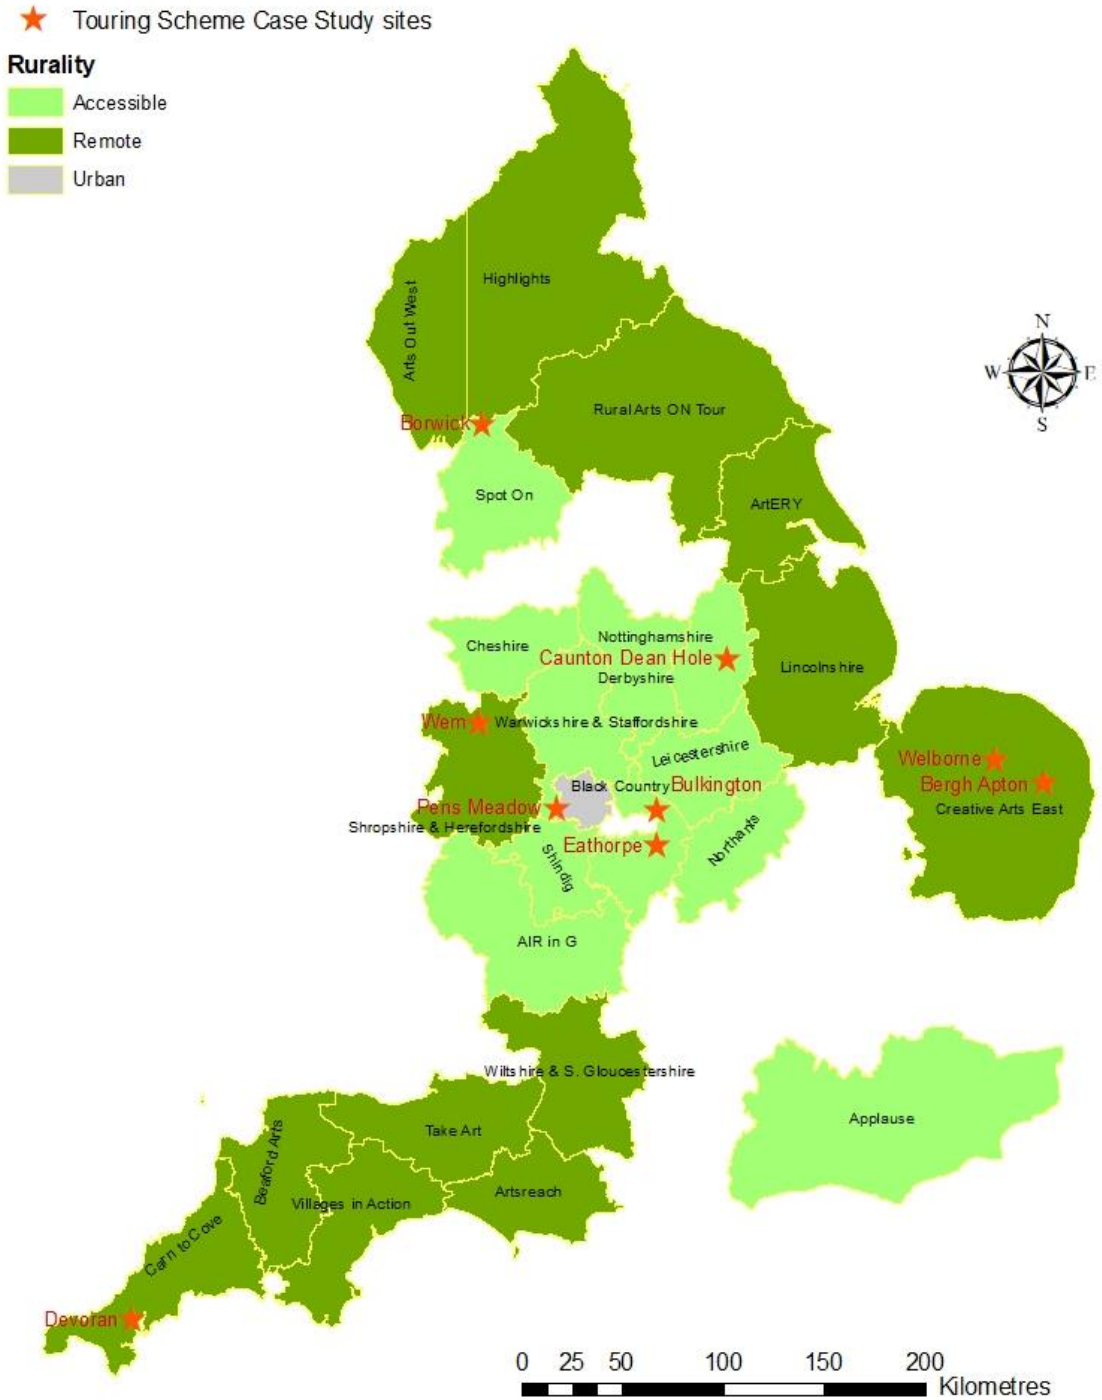 Touring Scheme Case Study sites
Rurality
Accessible
Remote
Urban
Highlights
Arts Out West
N
W
E
S
Rural Arts ON Tour
Borwick
Spot On
ArtERY
Nottinghamshire
Cheshire
Caunton Dean Hole
Lincolnshire
Derbyshire
Wem
Warwickshire & Staffordshire
Leicestershire
Welborne
Black Country
Bulkington
Bergh Apton
Pens Meadow
Creative Arts East
Shropshire & Herefordshire
Eathorpe
Northants
Shindig
AIR in G
Wiltshire & S. Gloucestershire
Applause
Take Art
Beaford Arts
Artsreach
Villages in Action
Carn to Cove
Devoran
0 25 50 100 150 200
Kilometres